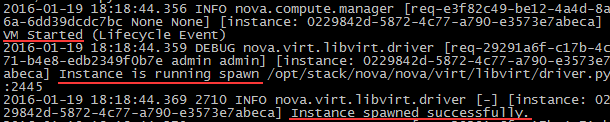 2016-01-19 18:18:44.356 INFO nova.compute.manager [req-e3f82c49-be12-4a4d-8a
6a-6dd39dcdc7bc None None] [instance: 0229842d-5872-4c77-a790-e3573e7abeca]
VM Started (Lifecycle Event)
2016-01-19 18:18:44.359 DEBUG nova.virt.libvirt.driver [req-29291a6f-c17b-4c
71-b4e8-edb2349f0b7e admin admin] [instance: 0229842d-5872-4c77-a790-e3573e7
abeca] Instance is running spawn /opt/stack/nova/nova/virt/libvirt/driver.py
:2445
2016-01-19 18:18:44.369 2710 INFO nova.virt.libvirt.driver [-] [instance: 02
29842d-5872-4c77-a790-e3573e7abeca] Instance spawned successfully.